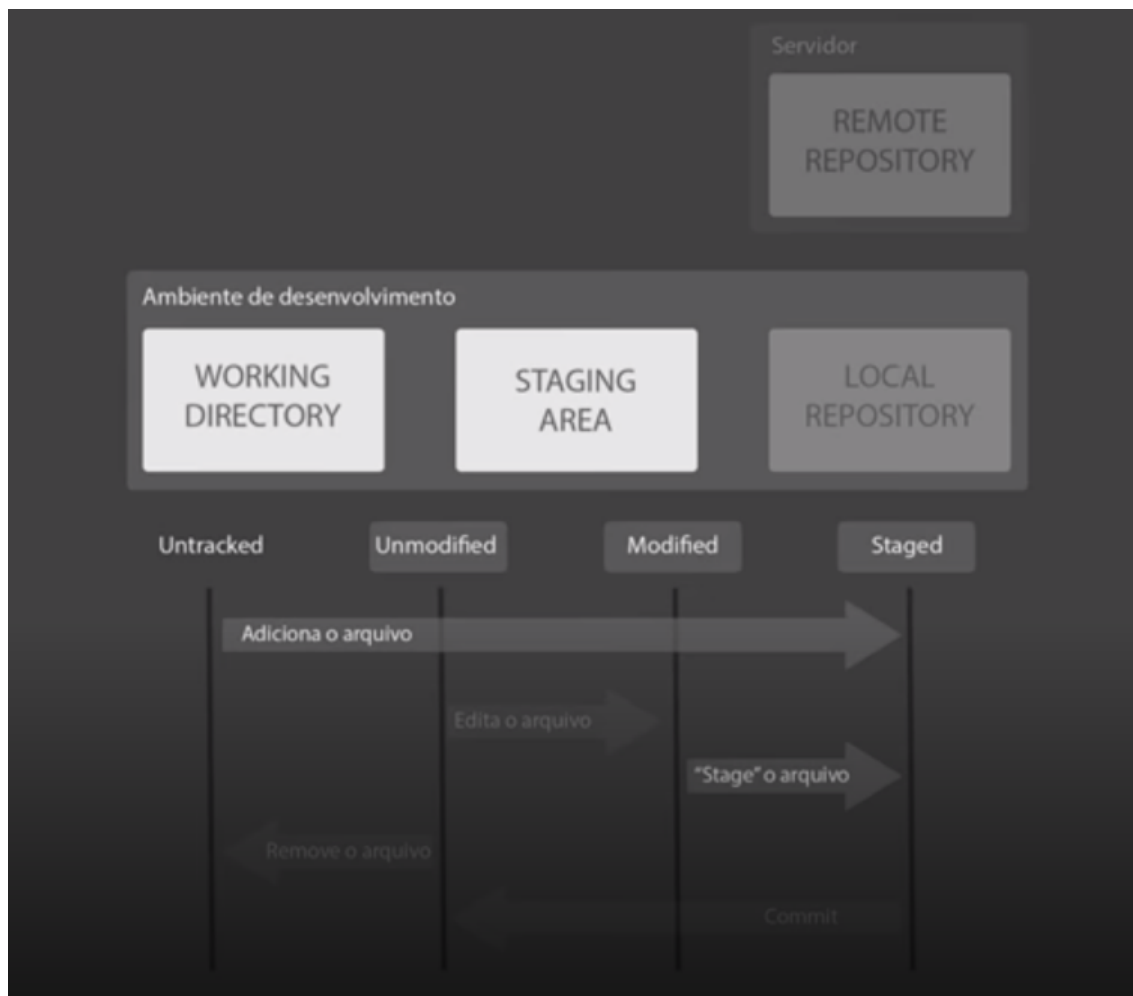 Servidor
REMOTE
REPOSITORY
Ambiente de desenvolvimento
WORKING
DIRECTORY
STAGING
AREA
LOCAL
REPOSITORY
Untracked
Unmodified
Modified
Staged
Adiciona o arquivo
Edita o arquivo
"Stage" o arquivo
Remove o arquivo
Commit